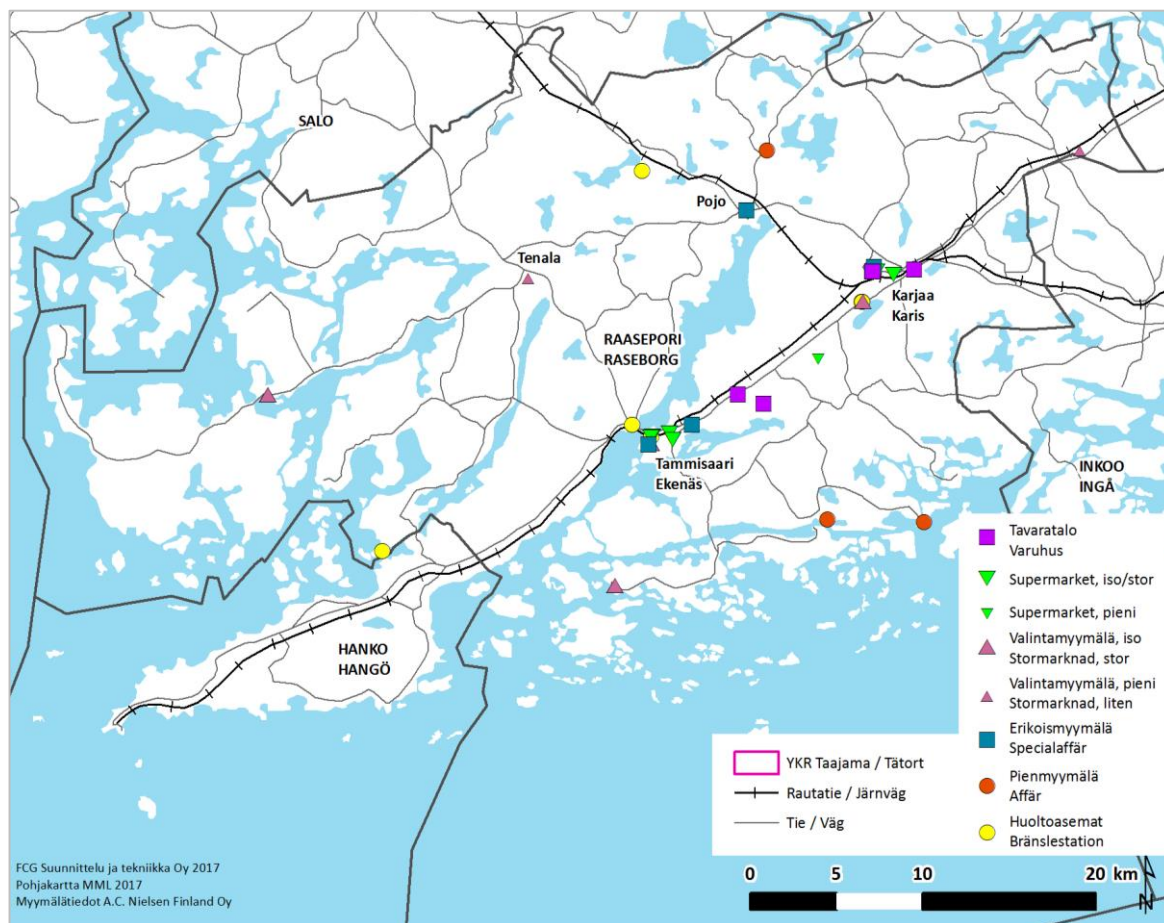 SALO
Pojo
Tenala
Karjaa
Karis
RAASEPORI
RASEBORG
Tammisaari
Ekenäs
INKOO
INGÅ
HANKO
HANGÖ
Tavaratalo
Varuhus
Supermarket, iso/stor
Supermarket, pieni
Valintamyymälä, iso
Stormarknad, stor
Valintamyymälä, pieni
Stormarknad, liten
Erikoismyymälä
Specialaffär
Pienmyymälä
Affär
Huoltoasemat
Bränslestation
YKR Taajama / Tätort
Rautatie / Järnväg
Tie / Väg
FCG Suunnittelu ja tekniikka Oy 2017
Pohjakartta MML 2017
Myymälätiedot A.C. Nielsen Finland Oy
0 5 10 20 km
N